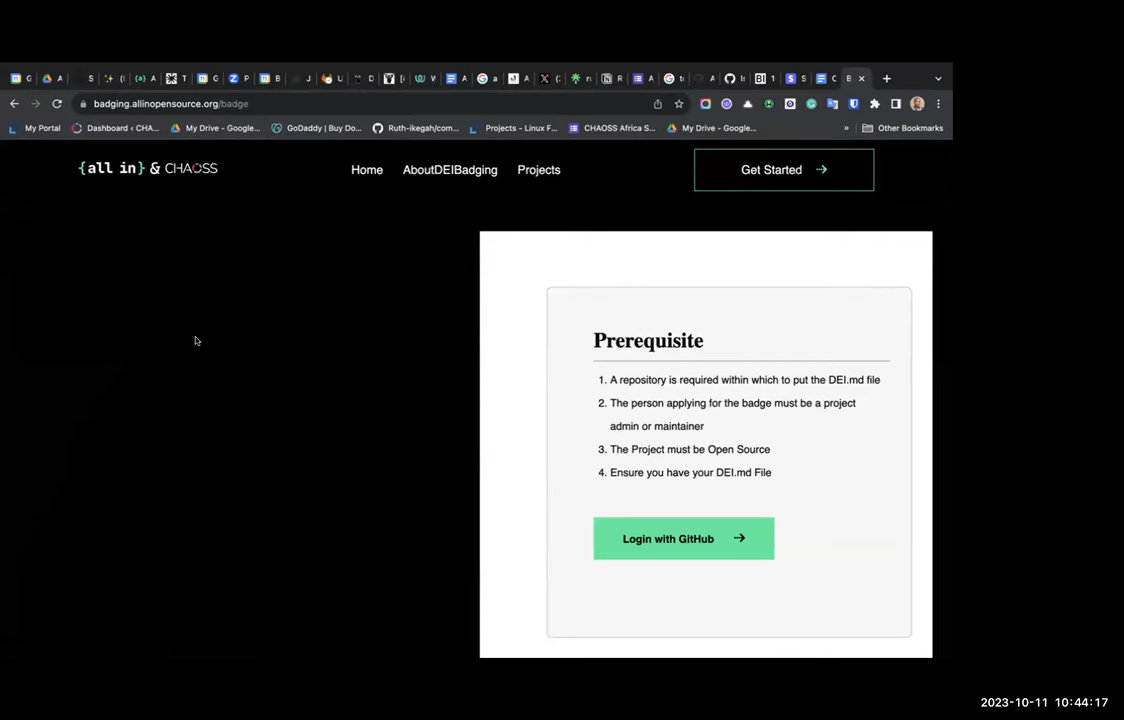 G A S ( A T G A Z P B J U D [ W A G A A X ( r R A G t A Is 1 S C B
badging.allinopensource.org/badge
My Portal Dashboard ‹ CHA... My Drive - Google... GoDaddy | Buy Do... Ruth-ikegah/com... Projects - Linux F... CHAOSS Africa S... My Drive - Google... » Other Bookmarks
{all in} & CHAOSS Home AboutDEIBadging Projects Get Started →
Prerequisite
1. A repository is required within which to put the DEI.md file
2. The person applying for the badge must be a project
admin or maintainer
3. The Project must be Open Source
4. Ensure you have your DEI.md File
Login with GitHub →
2023-10-11 10:44:17